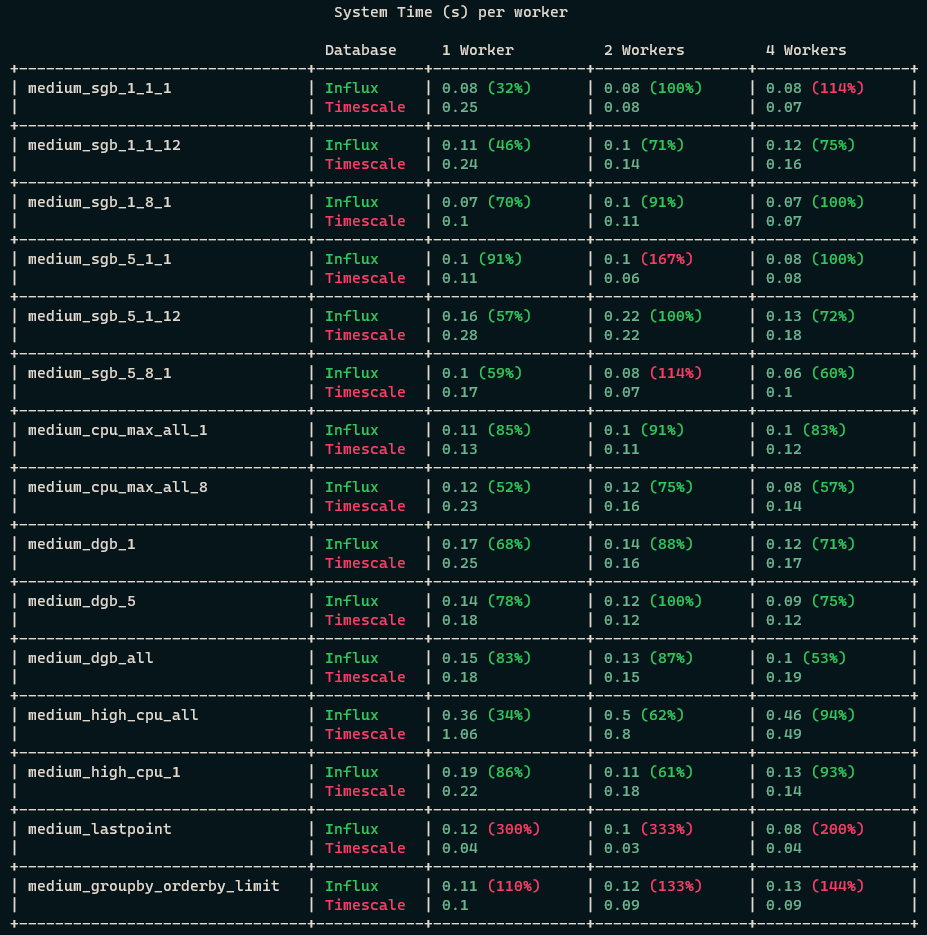 System Time (s) per worker
Database 1 Worker 2 Workers 4 Workers
medium_sgb_1_1_1 Influx 0.08 (32%) 0.08 (100%) 0.08 (114%)
Timescale 0.25 0.08 0.07
medium_sgb_1_1_12 Influx 0.11 (46%) 0.1 (71%) 0.12 (75%)
Timescale 0.24 0.14 0.16
medium_sgb_1_8_1 Influx 0.07 (70%) 0.1 (91%) 0.07 (100%)
Timescale 0.1 0.11 0.07
medium_sgb_5_1_1 Influx 0.1 (91%) 0.1 (167%) 0.08 (100%)
Timescale 0.11 0.06 0.08
medium_sgb_5_1_12 Influx 0.16 (57%) 0.22 (100%) 0.13 (72%)
Timescale 0.28 0.22 0.18
medium_sgb_5_8_1 Influx 0.1 (59%) 0.08 (114%) 0.06 (60%)
Timescale 0.17 0.07 0.1
medium_cpu_max_all_1 Influx 0.11 (85%) 0.1 (91%) 0.1 (83%)
Timescale 0.13 0.11 0.12
medium_cpu_max_all_8 Influx 0.12 (52%) 0.12 (75%) 0.08 (57%)
Timescale 0.23 0.16 0.14
medium_dgb_1 Influx 0.17 (68%) 0.14 (88%) 0.12 (71%)
Timescale 0.25 0.16 0.17
medium_dgb_5 Influx 0.14 (78%) 0.12 (100%) 0.09 (75%)
Timescale 0.18 0.12 0.12
medium_dgb_all Influx 0.15 (83%) 0.13 (87%) 0.1 (53%)
Timescale 0.18 0.15 0.19
medium_high_cpu_all Influx 0.36 (34%) 0.5 (62%) 0.46 (94%)
Timescale 1.06 0.8 0.49
medium_high_cpu_1 Influx 0.19 (86%) 0.11 (61%) 0.13 (93%)
Timescale 0.22 0.18 0.14
medium_lastpoint Influx 0.12 (300%) 0.1 (333%) 0.08 (200%)
Timescale 0.04 0.03 0.04
medium_groupby_orderby_limit Influx 0.11 (110%) 0.12 (133%) 0.13 (144%)
Timescale 0.1 0.09 0.09